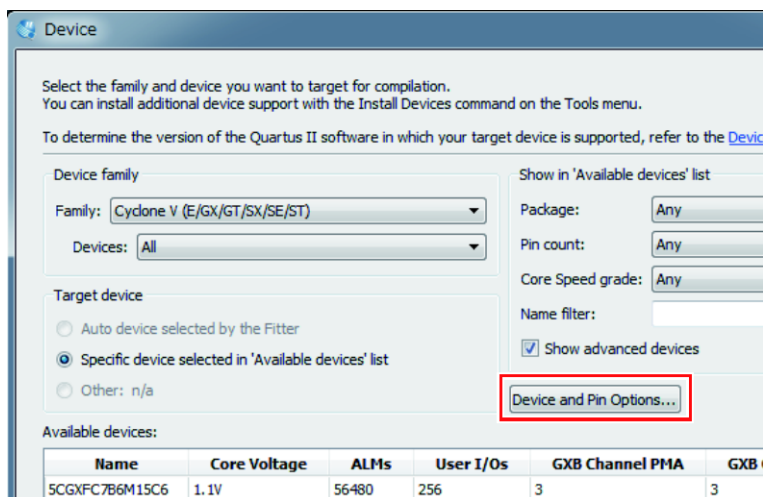 Device
Select the family and device you want to target for compilation.
You can install additional device support with the Install Devices command on the Tools menu.
To determine the version of the Quartus II software in which your target device is supported, refer to the
Device family
Family: Cyclone V (E/GX/GT/SX/SE/ST)
Devices: All
Show in 'Available devices' list
Package: Any
Pin count: Any
Core Speed grade: Any
Name filter:
Show advanced devices
Target device
Auto device selected by the Fitter
Specific device selected in 'Available devices' list
Other: n/a
Device and Pin Options...
Available devices:
Name Core Voltage ALMs User I/Os GXB Channel PMA GXB
5CGXFC7B6M15C6 1.1V 56480 256 3 3